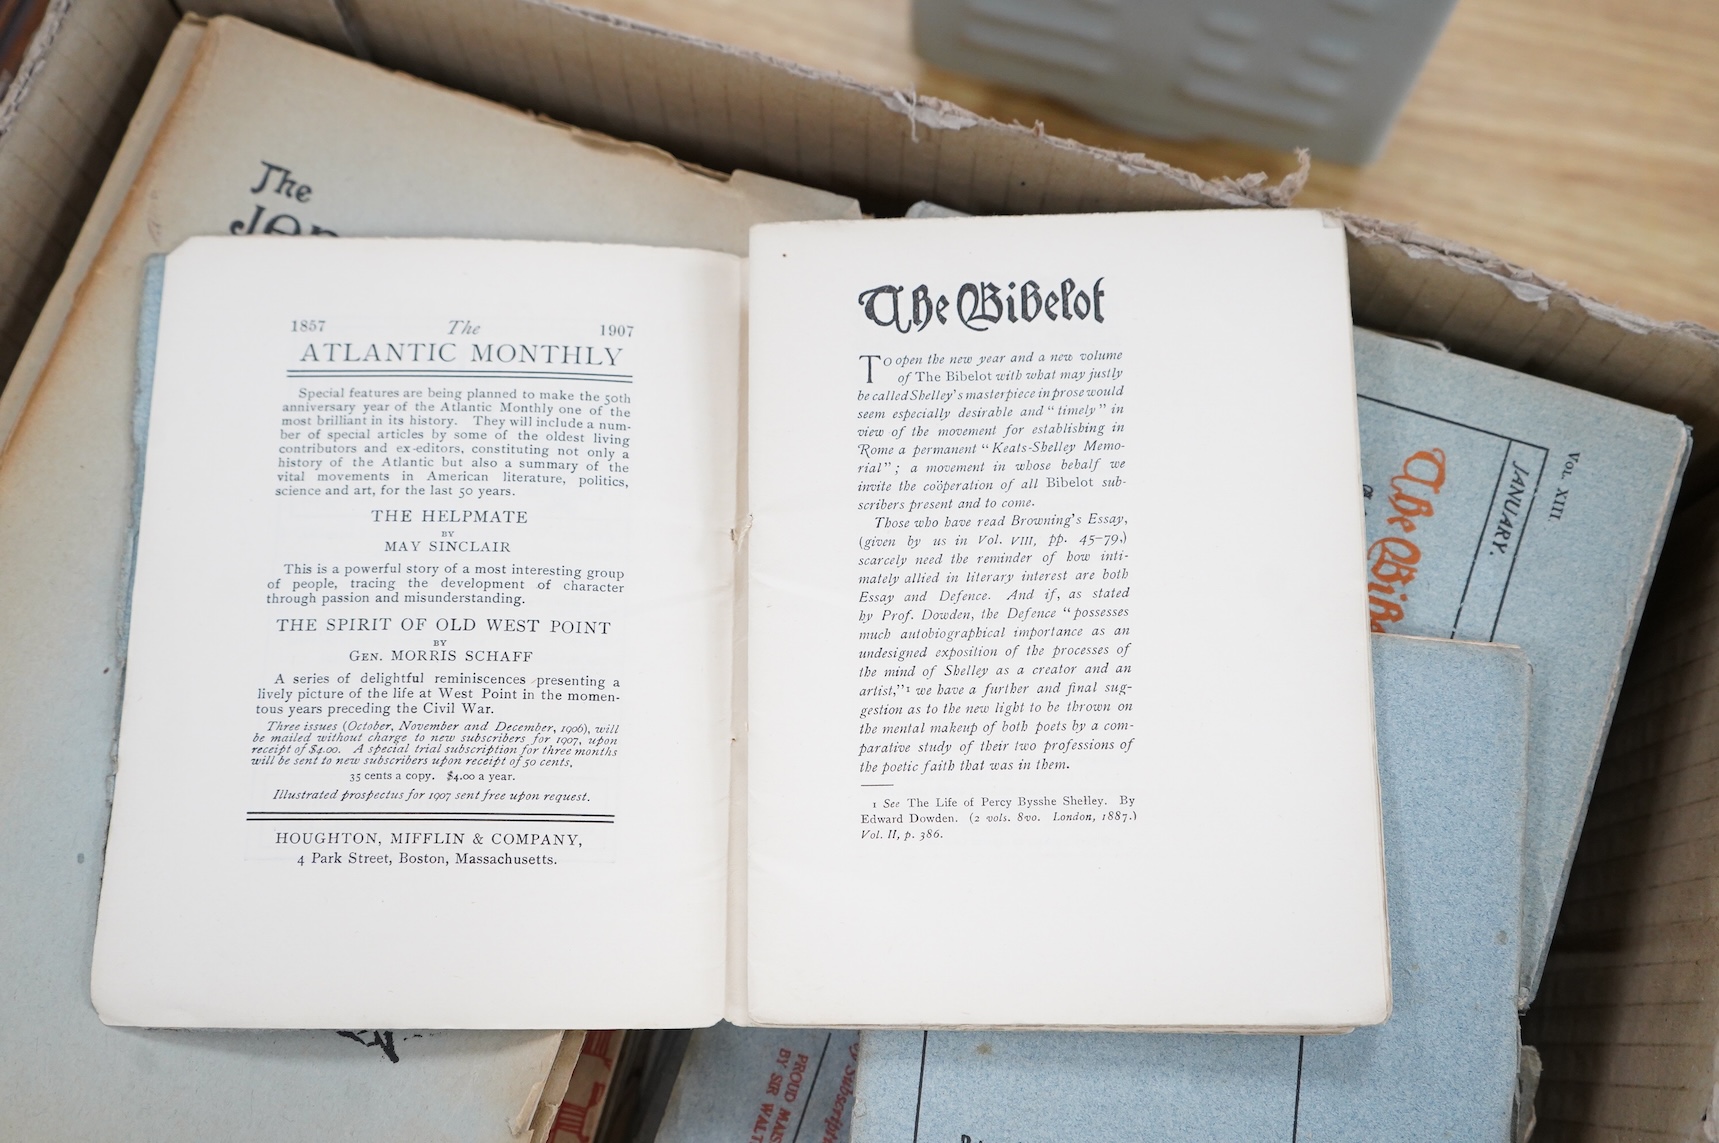 The
1857 The 1907
ATLANTIC MONTHLY
Special features are being planned to make the 50th
anniversary year of the Atlantic Monthly one of the
most brilliant in its history. They will include a num-
ber of special articles by some of the oldest living
contributors and ex-editors, constituting not only a
history of the Atlantic but also a summary of the
vital movements in American literature, politics,
science and art, for the last 50 years.
THE HELPMATE
BY
MAY SINCLAIR
This is a powerful story of a most interesting group
of people, tracing the development of character
through passion and misunderstanding.
THE SPIRIT OF OLD WEST POINT
BY
GEN. MORRIS SCHAFF
A series of delightful reminiscences presenting a
lively picture of the life at West Point in the momen-
tous years preceding the Civil War.
Three issues (October, November and December, 1906), will
be mailed without charge to new subscribers for 1907, upon
receipt of $4.00. A special trial subscription for three months
will be sent to new subscribers upon receipt of 50 cents,
35 cents a copy. $4.00 a year.
Illustrated prospectus for 1907 sent free upon request.
HOUGHTON, MIFFLIN & COMPANY,
4 Park Street, Boston, Massachusetts.
The Bibelot
To open the new year and a new volume
of The Bibelot with what may justly
be called Shelley's masterpiece in prose would
seem especially desirable and "timely" in
view of the movement for establishing in
Rome a permanent "Keats-Shelley Memo-
rial"; a movement in whose behalf we
invite the coöperation of all Bibelot sub-
scribers present and to come.
Those who have read Browning's Essay,
(given by us in Vol. VIII, pp. 45-79,)
scarcely need the reminder of how inti-
mately allied in literary interest are both
Essay and Defence. And if, as stated
by Prof. Dowden, the Defence "possesses
much autobiographical importance as an
undesigned exposition of the processes of
the mind of Shelley as a creator and an
artist,"1 we have a further and final sug-
gestion as to the new light to be thrown on
the mental makeup of both poets by a com-
parative study of their two professions of
the poetic faith that was in them.
1 See The Life of Percy Bysshe Shelley. By
Edward Dowden. (2 vols. 8vo. London, 1887.)
Vol. II, p. 386.
Vol. XIII.
JANUARY.
The
PROUD
BY SIR